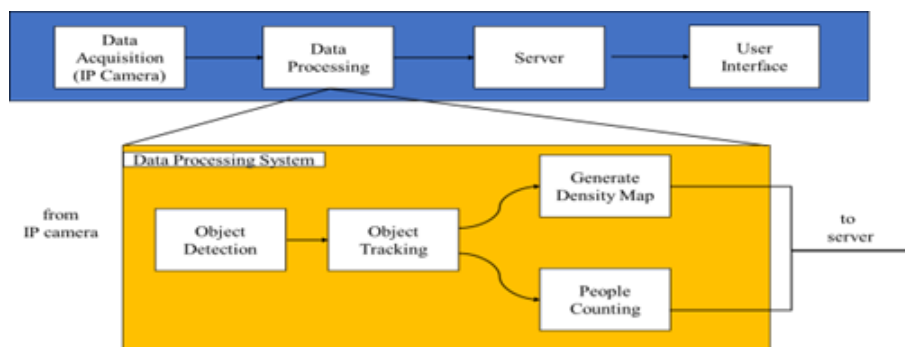 Data
Acquisition
(IP Camera)
Data
Processing
Server
User
Interface
Data Processing System
from
IP camera
Object
Detection
Object
Tracking
Generate
Density Map
People
Counting
to
server